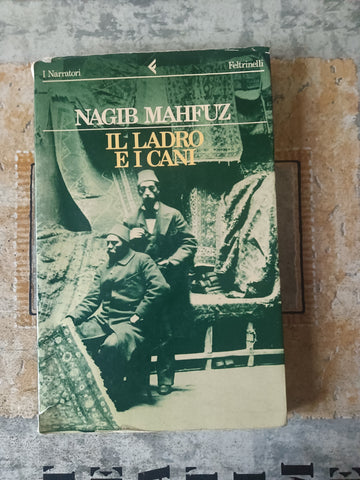 I Narratori
Feltrinelli
NAGIB MAHFUZ
IL LADRO
E I CANI